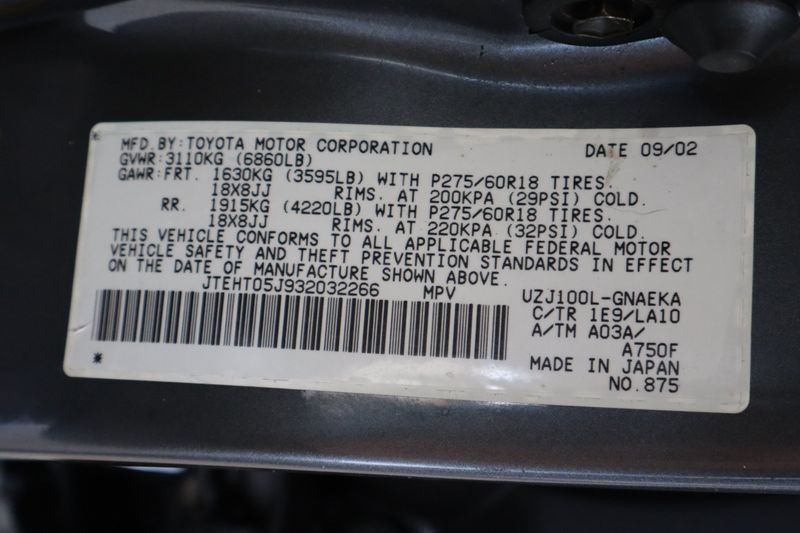 MFD.BY:TOYOTA MOTOR CORPORATION DATE 09/02
GVWR:3110KG (6860LB)
GAWR:FRT. 1630KG (3595LB) WITH P275/60R18 TIRES.
18X8JJ RIMS. AT 200KPA (29PSI) COLD.
RR. 1915KG (4220LB) WITH P275/60R18 TIRES.
18X8JJ RIMS. AT 220KPA (32PSI) COLD.
THIS VEHICLE CONFORMS TO ALL APPLICABLE FEDERAL MOTOR
VEHICLE SAFETY AND THEFT PREVENTION STANDARDS IN EFFECT
ON THE DATE OF MANUFACTURE SHOWN ABOVE.
JTEHT05J932032266 MPV UZJ100L-GNAEKA
C/TR 1E9/LA10
A/TM A03A/
A750F
MADE IN JAPAN
NO.875